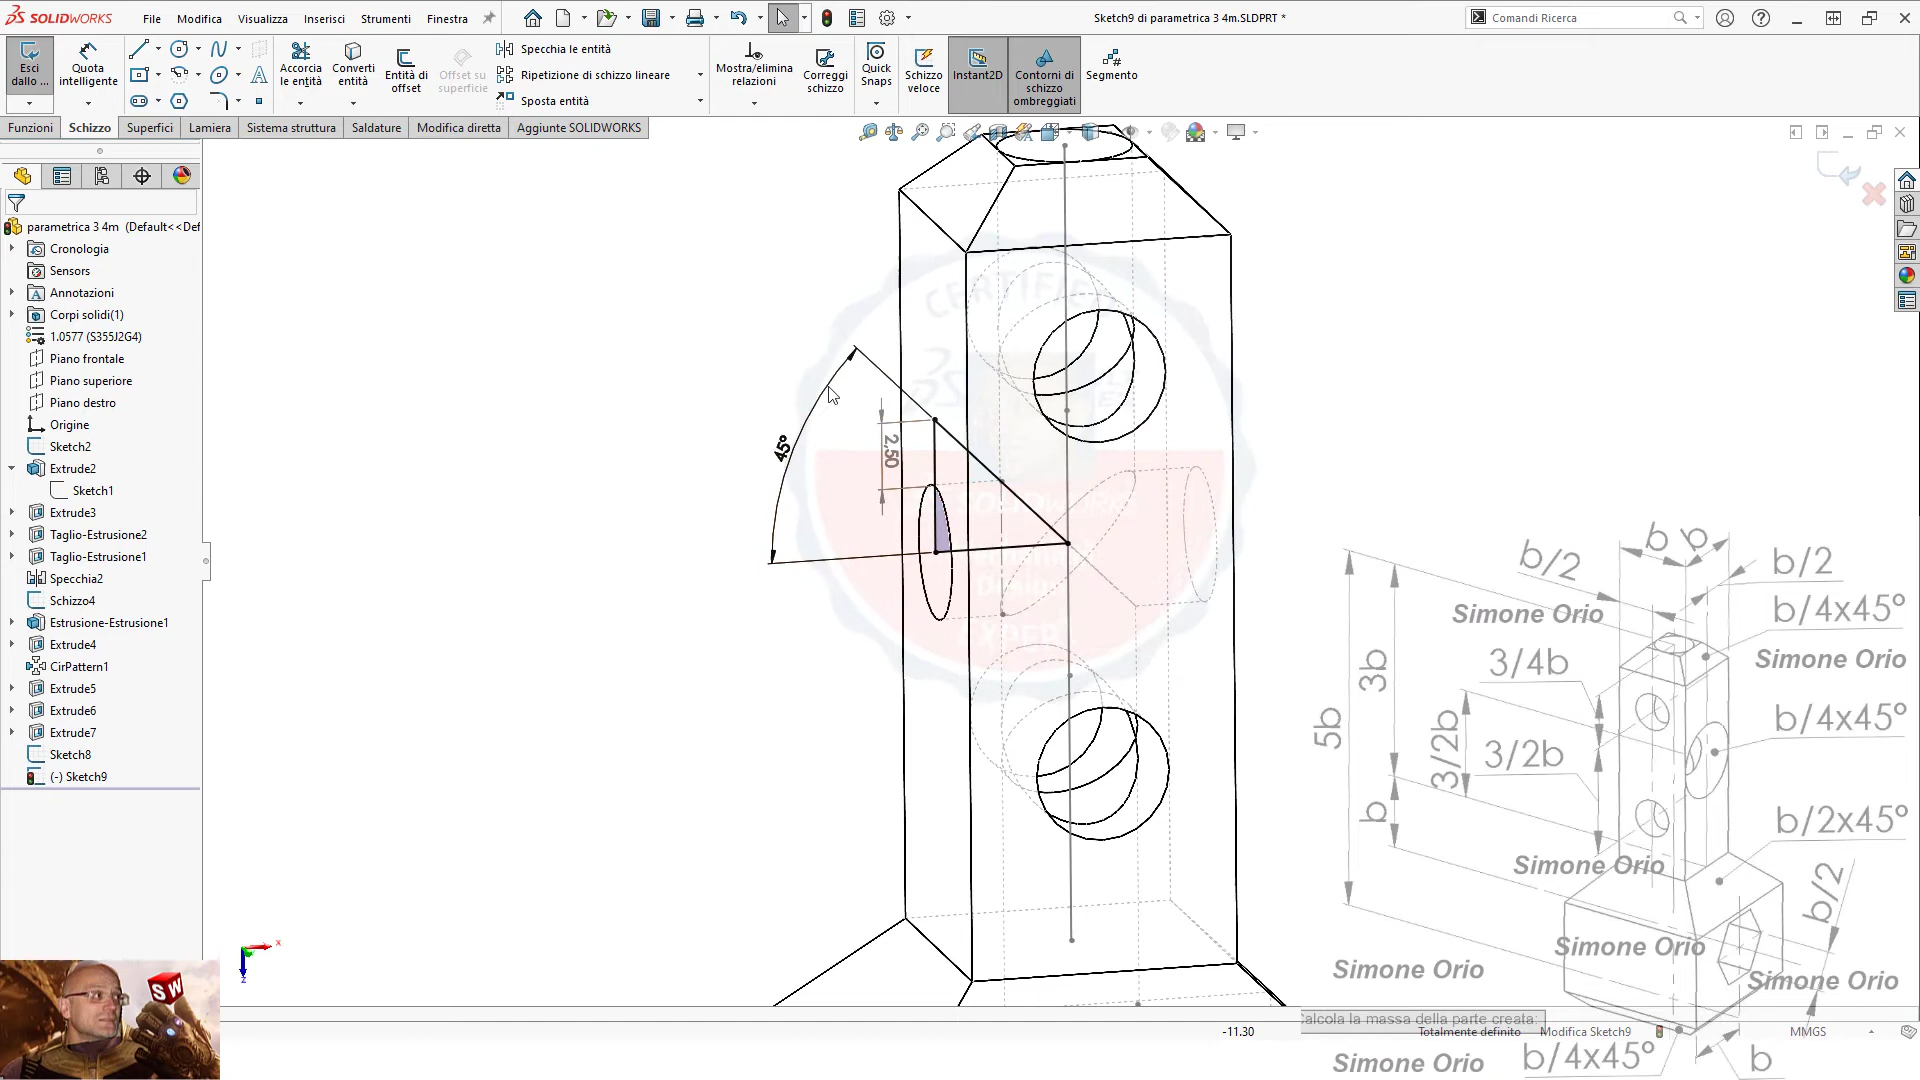 SOLIDWORKS
File
Modifica
Visualizza
Inserisci
Strumenti
Finestra
Sketch9 di parametrica 3 4m.SLDPRT *
Comandi Ricerca
Esci
dallo ...
Quota
intelligente
Accorcia
le entità
Converti
entità
Entità di
offset
Offset su
superficie
Specchia le entità
Ripetizione di schizzo lineare
Sposta entità
Mostra/elimina
relazioni
Correggi
schizzo
Quick
Snaps
Schizzo
veloce
Instant2D
Contorni di
schizzo
ombreggiati
Segmento
Funzioni
Schizzo
Superfici
Lamiera
Sistema struttura
Saldature
Modifica diretta
Aggiunte SOLIDWORKS
parametrica 3 4m (Default<<Def
Cronologia
Sensors
Annotazioni
Corpi solidi(1)
1.0577 (S355J2G4)
Piano frontale
Piano superiore
Piano destro
Origine
Sketch2
Extrude2
Sketch1
Extrude3
Taglio-Estrusione2
Taglio-Estrusione1
Specchia2
Schizzo4
Estrusione-Estrusione1
Extrude4
CirPattern1
Extrude5
Extrude6
Extrude7
Sketch8
(-) Sketch9
45°
2,50
CERTIFIED
SOLIDWORKS
EXPERT
x
z
SW
b b
b/2
b/2
Simone Orio
b/4x45°
3/4b
Simone Orio
3b
5b
3/2b
3/2b
b/4x45°
b
b/2x45°
Simone Orio
b/2
Simone Orio
Simone Orio
Simone Orio
Calcola la massa della parte creata:
-11.30
Totalmente definito
Modifica Sketch9
MMGS
Simone Orio
b/4x45°
b